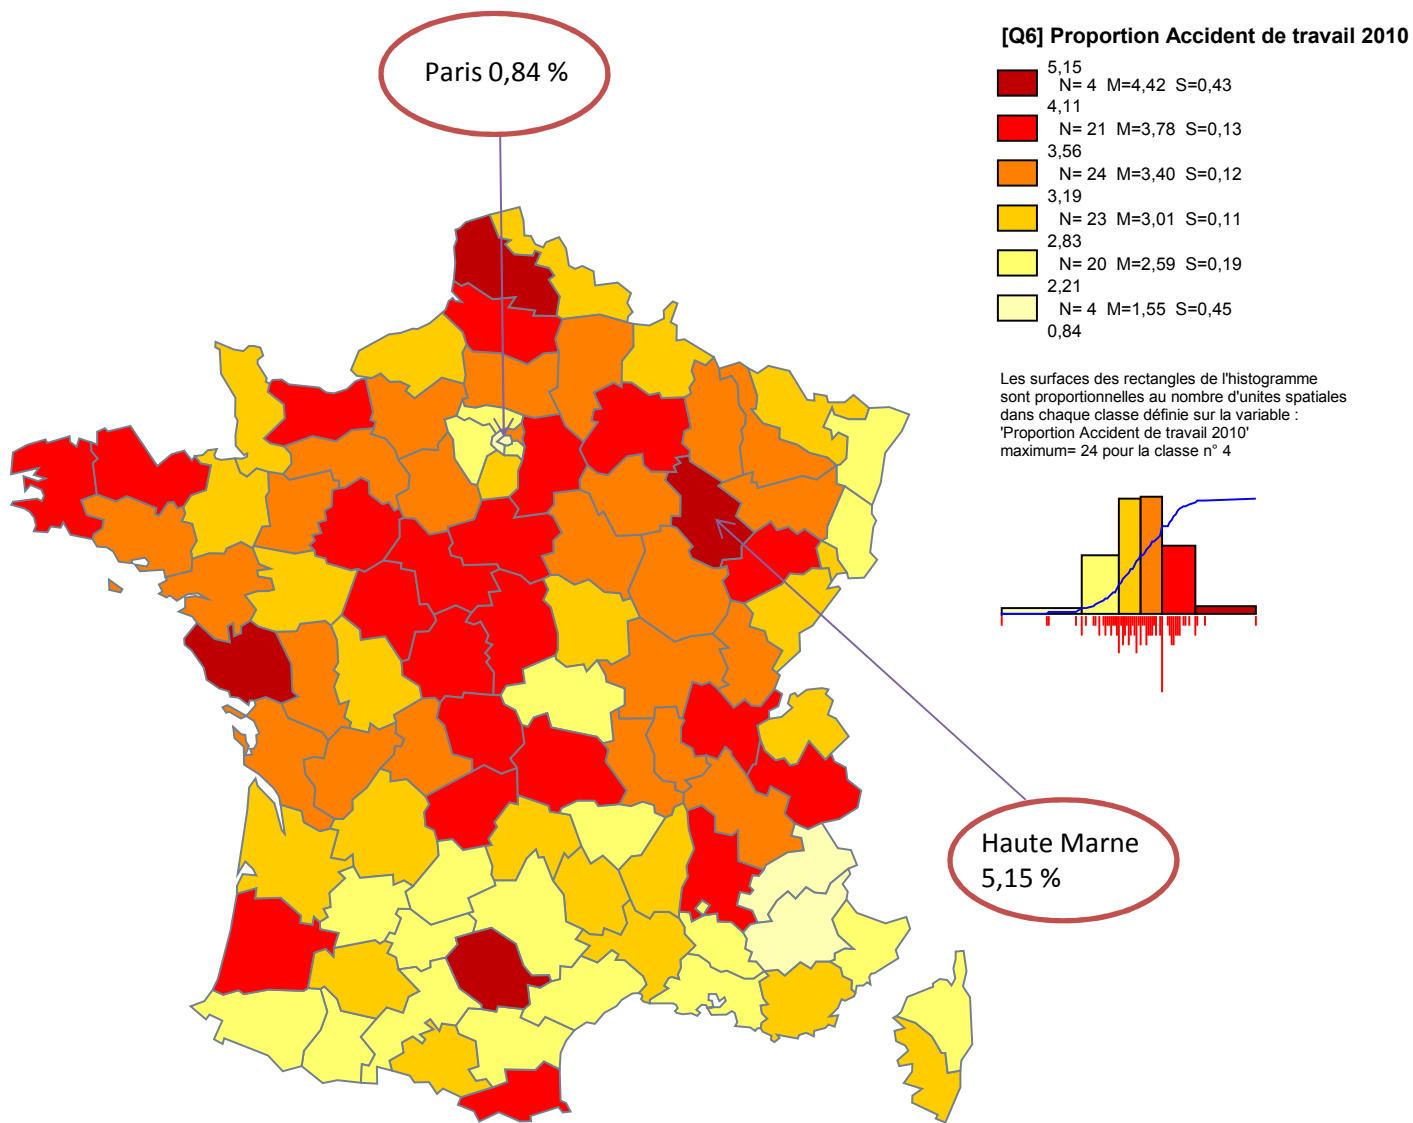 Paris 0,84 %
[Q6] Proportion Accident de travail 2010
5,15
N= 4 M=4,42 S=0,43
4,11
N= 21 M=3,78 S=0,13
3,56
N= 24 M=3,40 S=0,12
3,19
N= 23 M=3,01 S=0,11
2,83
N= 20 M=2,59 S=0,19
2,21
N= 4 M=1,55 S=0,45
0,84
Les surfaces des rectangles de l'histogramme
sont proportionnelles au nombre d'unites spatiales
dans chaque classe définie sur la variable :
'Proportion Accident de travail 2010'
maximum= 24 pour la classe n° 4
Haute Marne
5,15 %